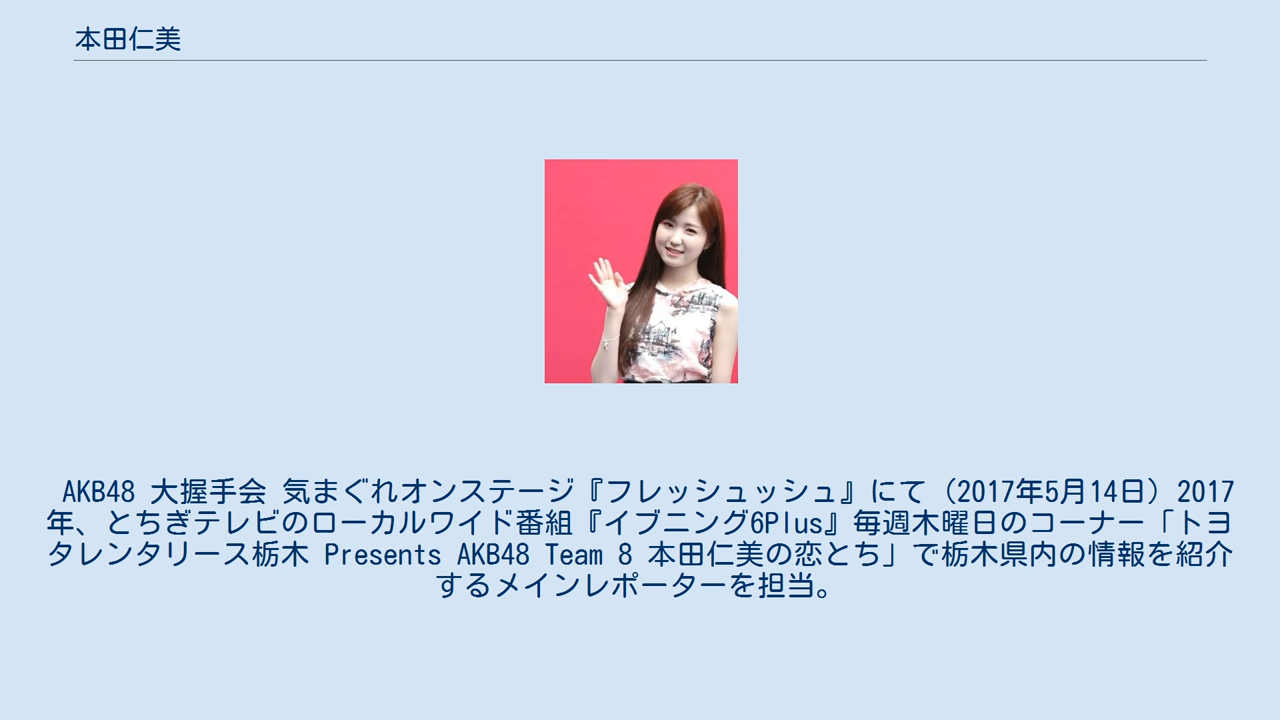 本田仁美
AKB48 大握手会 気まぐれオンステージ『フレッシュッシュ』にて（2017年5月14日）2017
年、とちぎテレビのローカルワイド番組『イブニング6Plus』毎週木曜日のコーナー「トヨ
タレンタリース栃木 Presents AKB48 Team 8 本田仁美の恋とち」で栃木県内の情報を紹介
するメインレポーターを担当。